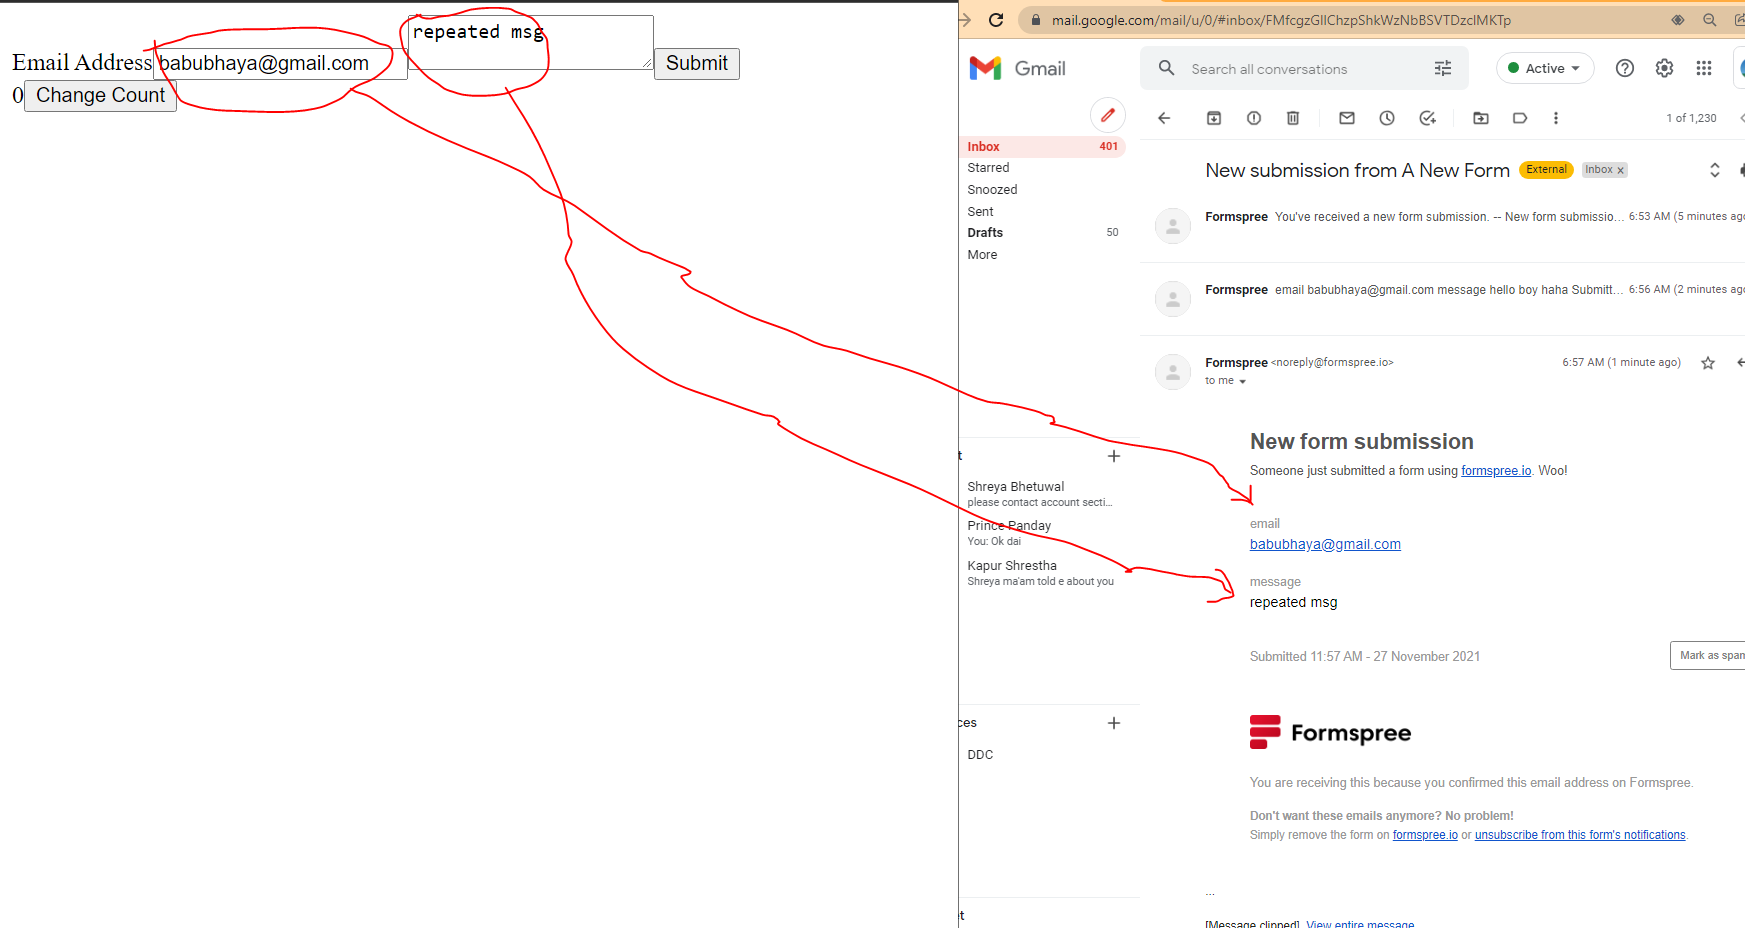 repeated msg
Email Address babubhaya@gmail.com Submit
0 Change Count
mail.google.com/mail/u/0/#inbox/FMfcgzGllChzpShkWzNbBSVTDzclMKTp
Gmail
Search all conversations
Active
1 of 1,230
Inbox 401
Starred
Snoozed
Sent
Drafts 50
More
New submission from A New Form External Inbox x
Formspree You've received a new form submission. -- New form submissio... 6:53 AM (5 minutes ago
Formspree email babubhaya@gmail.com message hello boy haha Submitt... 6:56 AM (2 minutes ago
Formspree <noreply@formspree.io> 6:57 AM (1 minute ago)
to me
New form submission
Someone just submitted a form using formspree.io. Woo!
email
babubhaya@gmail.com
message
repeated msg
Submitted 11:57 AM - 27 November 2021
Mark as spam
Formspree
You are receiving this because you confirmed this email address on Formspree.
Don't want these emails anymore? No problem!
Simply remove the form on formspree.io or unsubscribe from this form's notifications.
...
[Message clipped] View entire message
t
Shreya Bhetuwal
please contact account secti...
Prince Panday
You: Ok dai
Kapur Shrestha
Shreya ma'am told e about you
ces
DDC
et